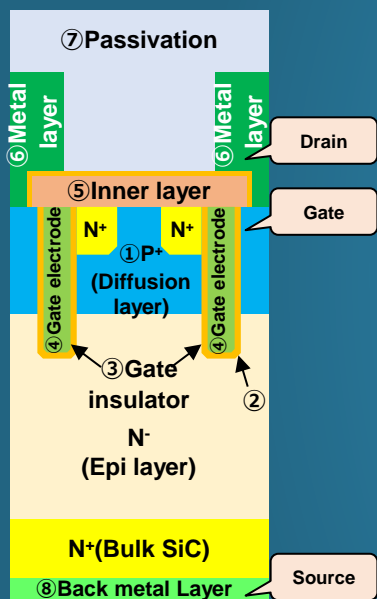 ⑦Passivation
⑥Metal
layer
⑥Metal
layer
Drain
⑤Inner layer
Gate
N⁺
N⁺
①P⁺
(Diffusion
layer)
④Gate electrode
④Gate electrode
③Gate
insulator
②
N⁻
(Epi layer)
N⁺(Bulk SiC)
Source
⑧Back metal Layer